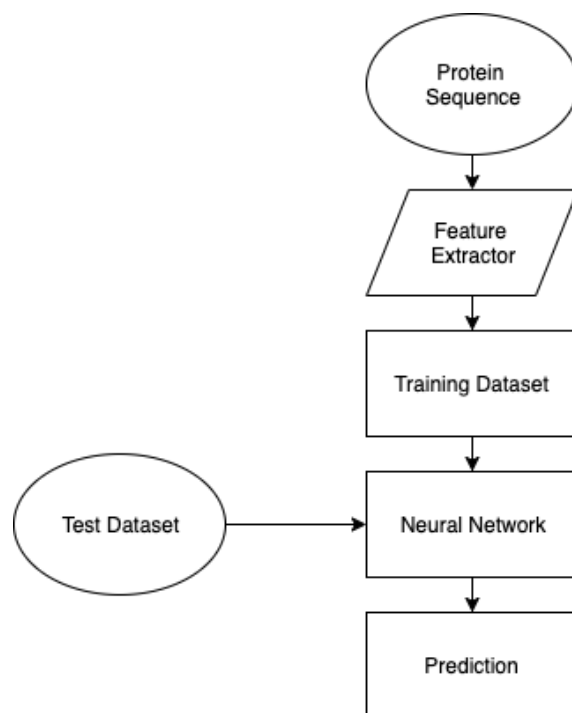 Protein
Sequence
Feature
Extractor
Training Dataset
Test Dataset
Neural Network
Prediction